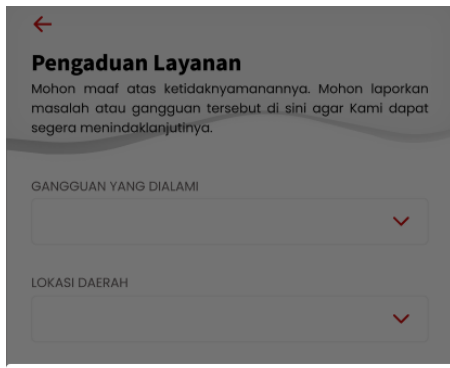 Pengaduan Layanan
Mohon maaf atas ketidaknyamanannya. Mohon laporkan
masalah atau gangguan tersebut di sini agar Kami dapat
segera menindaklanjutinya.
GANGGUAN YANG DIALAMI
LOKASI DAERAH